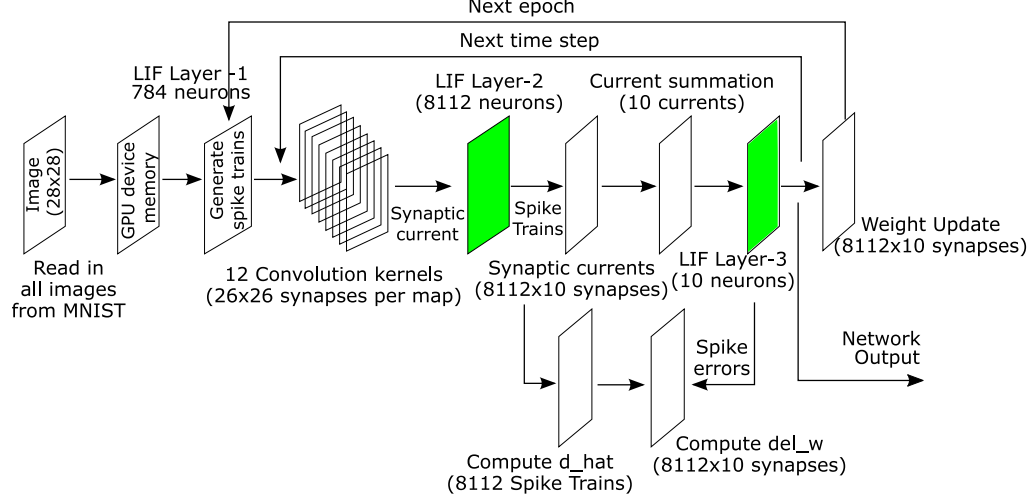 Next epoch
Next time step
LIF Layer -1
784 neurons
LIF Layer-2
(8112 neurons)
Current summation
(10 currents)
Image
(28x28)
GPU device
memory
Generate
spike trains
Synaptic
current
Spike
Trains
Read in
all images
from MNIST
12 Convolution kernels
(26x26 synapses per map)
Synaptic currents
(8112x10 synapses)
LIF Layer-3
(10 neurons)
Weight Update
(8112x10 synapses)
Spike
errors
Network
Output
Compute d_hat
(8112 Spike Trains)
Compute del_w
(8112x10 synapses)